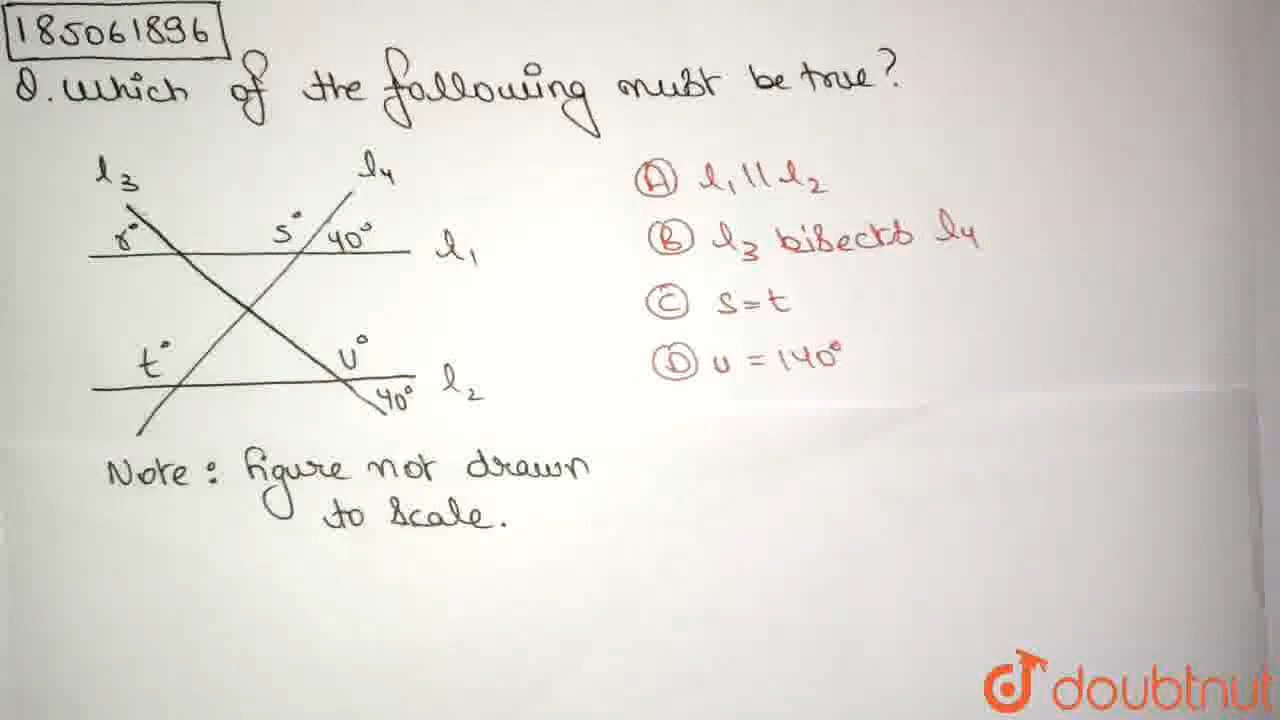 185061896
Q. Which of the following must be true?
l3
l4
r°
s°
40°
l1
t°
u°
l2
40°
Note: figure not drawn
to scale.
A l1 || l2
B l3 bisects l4
C s=t
D u = 140°
doubtnut